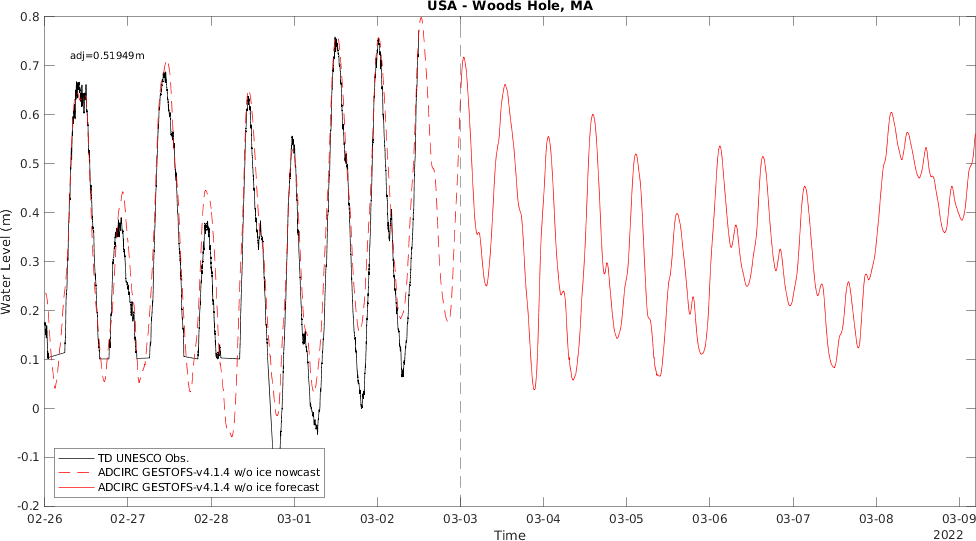 USA - Woods Hole, MA
adj=0.51949m
0.8
0.7
0.6
0.5
0.4
0.3
0.2
0.1
0
-0.1
-0.2
Water Level (m)
TD UNESCO Obs.
ADCIRC GESTOFS-v4.1.4 w/o ice nowcast
ADCIRC GESTOFS-v4.1.4 w/o ice forecast
02-26 02-27 02-28 03-01 03-02 03-03 03-04 03-05 03-06 03-07 03-08 03-09
Time
2022